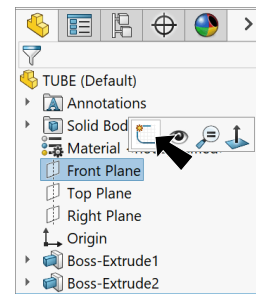 TUBE (Default)
Annotations
Solid Bod
Material
Front Plane
Top Plane
Right Plane
Origin
Boss-Extrude1
Boss-Extrude2